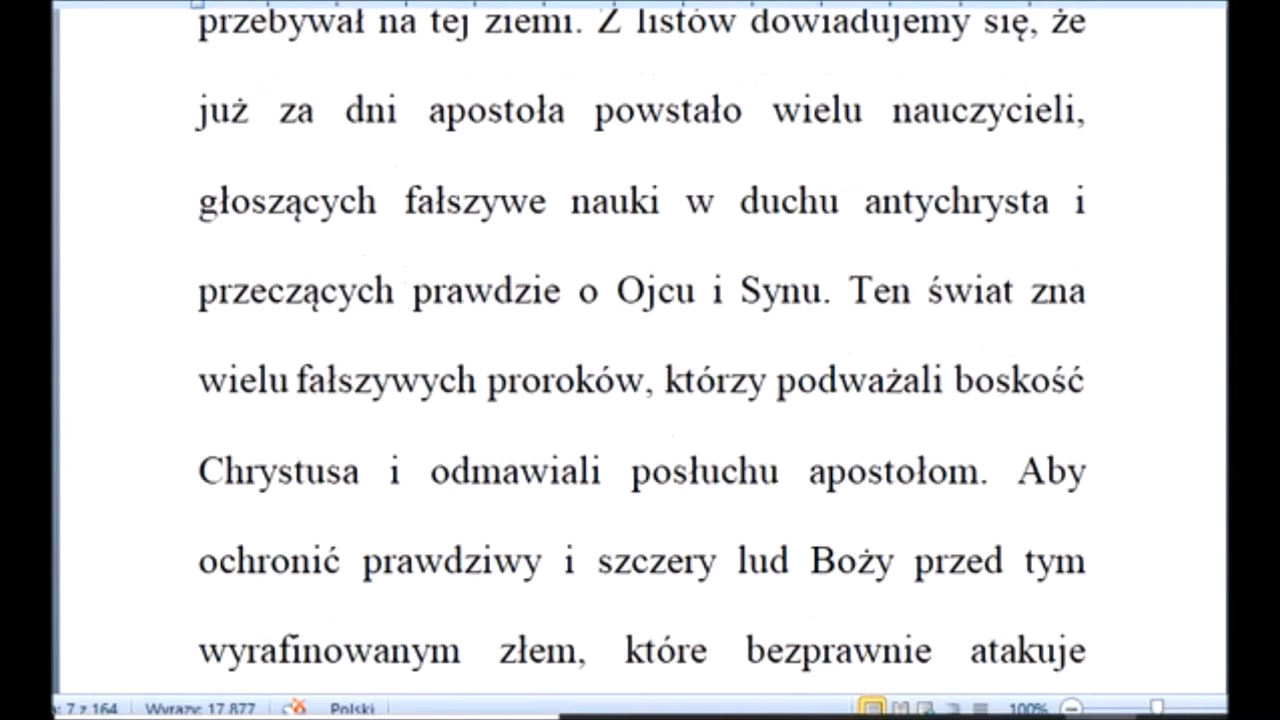 przebywał na tej ziemi. Z listów dowiadujemy się, że
już za dni apostoła powstało wielu nauczycieli,
głoszących fałszywe nauki w duchu antychrysta i
przeczących prawdzie o Ojcu i Synu. Ten świat zna
wielu fałszywych proroków, którzy podważali boskość
Chrystusa i odmawiali posłuchu apostołom. Aby
ochronić prawdziwy i szczery lud Boży przed tym
wyrafinowanym złem, które bezprawnie atakuje
: 7 z 164 Wyrazy: 17 877 Polski 100%